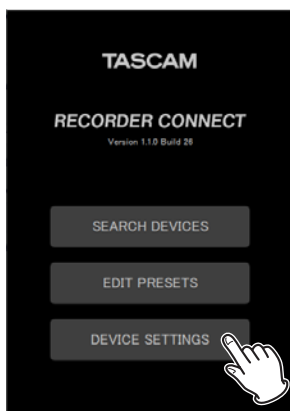 TASCAM
RECORDER CONNECT
Version 1.1.0 Build 26
SEARCH DEVICES
EDIT PRESETS
DEVICE SETTINGS